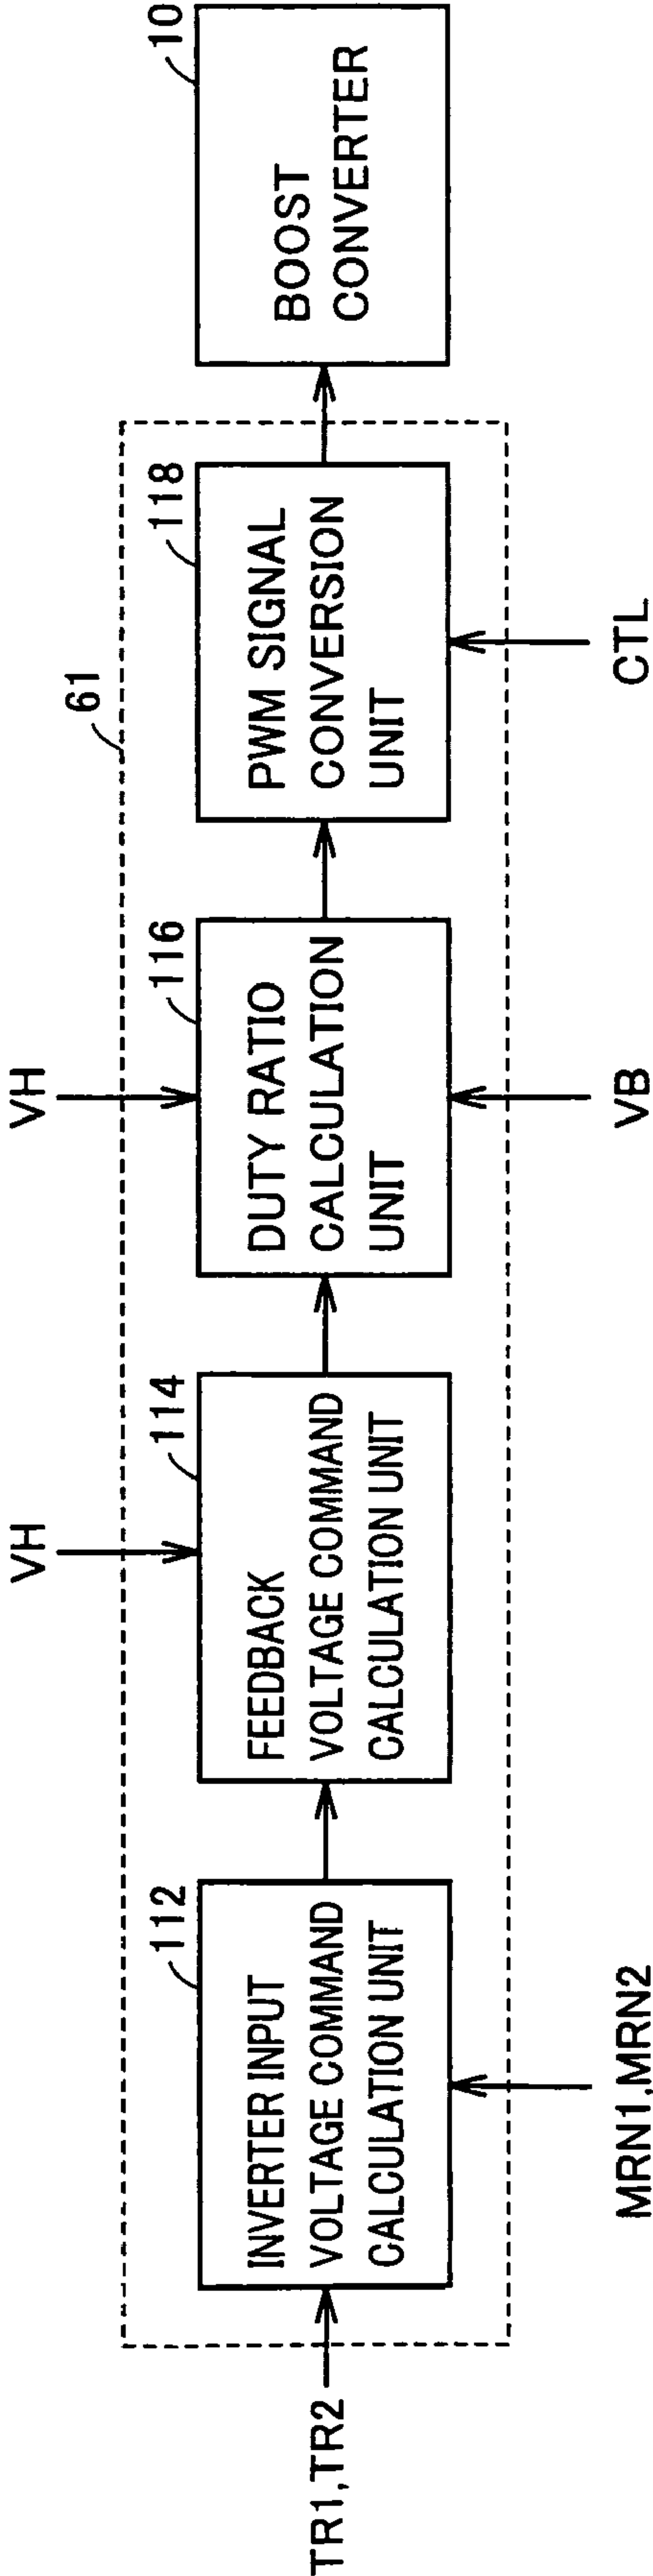 VH
VH
61
TR1,TR2
112
INVERTER INPUT
VOLTAGE COMMAND
CALCULATION UNIT
114
FEEDBACK
VOLTAGE COMMAND
CALCULATION UNIT
116
DUTY RATIO
CALCULATION
UNIT
118
PWM SIGNAL
CONVERSION
UNIT
10
BOOST
CONVERTER
MRN1,MRN2
VB
CTL